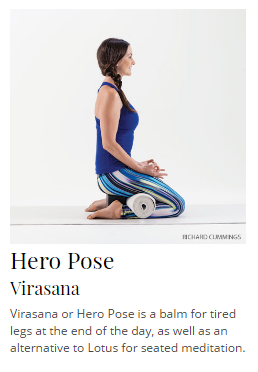 RICHARD CUMMINGS
Hero Pose
Virasana
Virasana or Hero Pose is a balm for tired
legs at the end of the day, as well as an
alternative to Lotus for seated meditation.